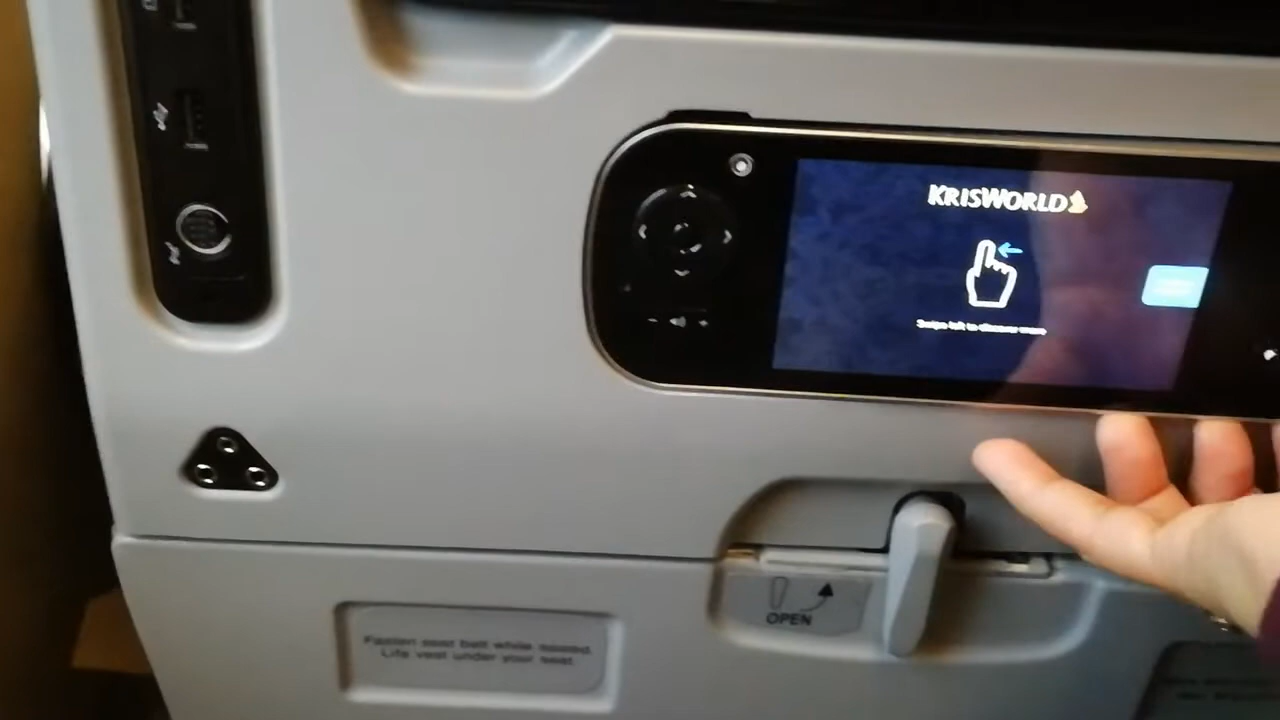 KRISWORLD
Swipe left to discover more
OPEN
Fasten seat belt while seated.
Life vest under your seat